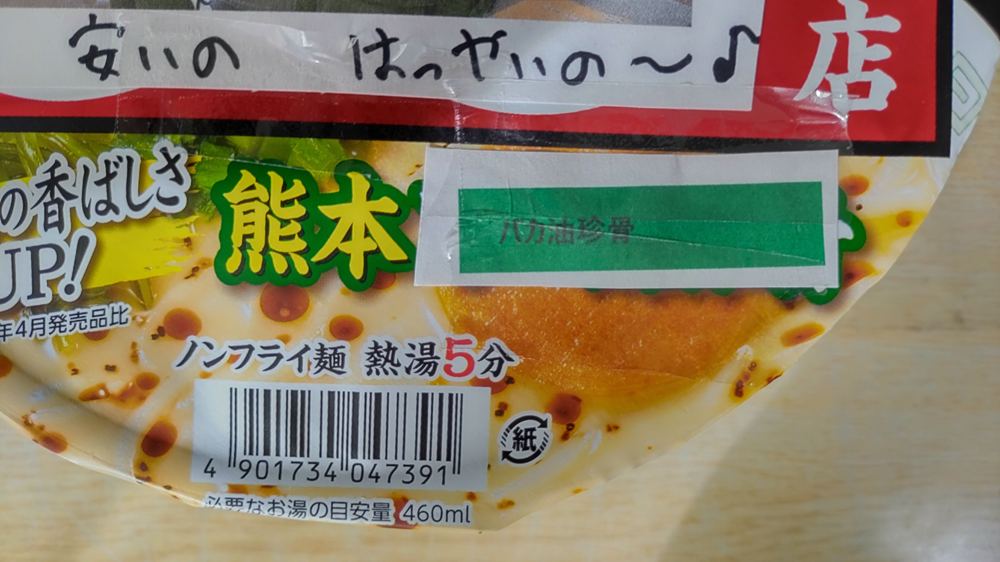 安いの はっやいの～♪
店
の香ばしさ
UP!
年4月発売品比
熊本
バカ油珍骨
ノンフライ麺 熱湯5分
紙
4 901734 047391
必要なお湯の目安量 460ml